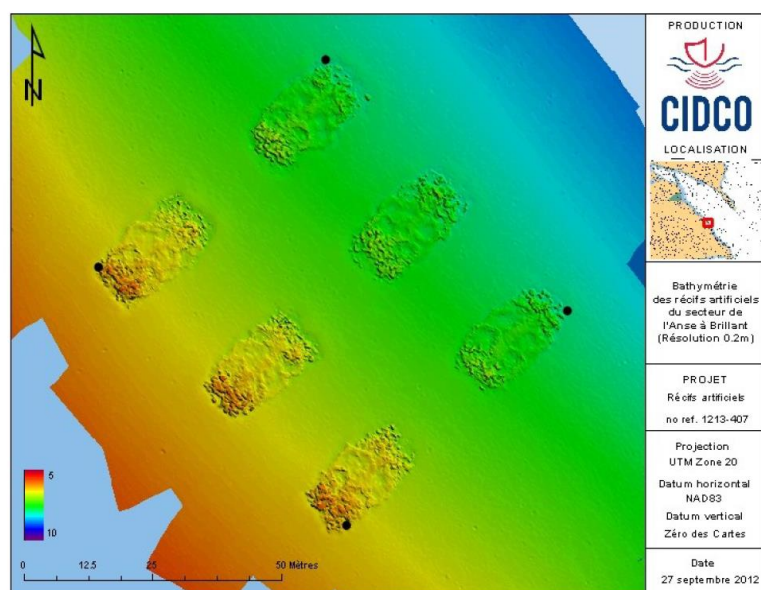 N
5
10
0 12.5 25 50 Mètres
PRODUCTION
CIDCO
LOCALISATION
Bathymétrie
des récifs artificiels
du secteur de
l'Anse à Brillant
(Résolution 0.2m)
PROJET
Récifs artificiels
no ref. 1213-407
Projection
UTM Zone 20
Datum horizontal
NAD83
Datum vertical
Zéro des Cartes
Date
27 septembre 2012